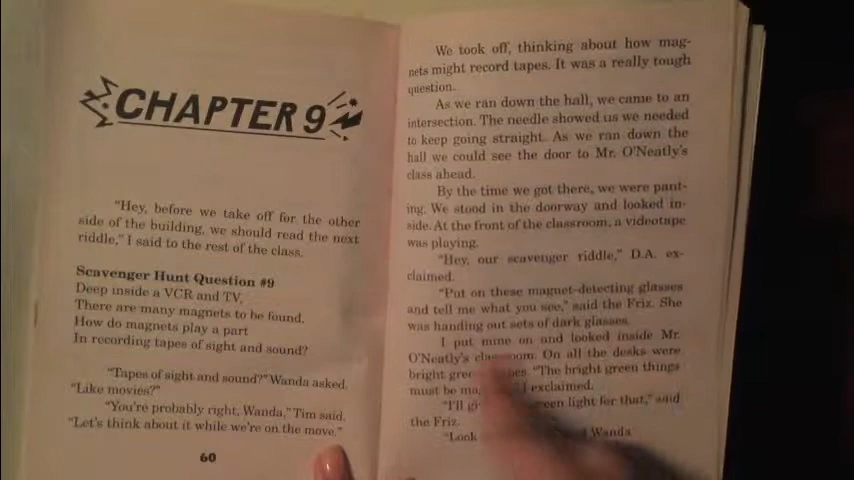 CHAPTER 9
"Hey, before we take off for the other
side of the building, we should read the next
riddle," I said to the rest of the class.
Scavenger Hunt Question #9
Deep inside a VCR and TV,
There are many magnets to be found.
How do magnets play a part
In recording tapes of sight and sound?
"Tapes of sight and sound?" Wanda asked.
"Like movies?"
"You're probably right, Wanda," Tim said.
"Let's think about it while we're on the move."
60
We took off, thinking about how mag-
nets might record tapes. It was a really tough
question.
As we ran down the hall, we came to an
intersection. The needle showed us we needed
to keep going straight. As we ran down the
hall we could see the door to Mr. O'Neatly's
class ahead.
By the time we got there, we were pant-
ing. We stood in the doorway and looked in-
side. At the front of the classroom, a videotape
was playing.
"Hey, our scavenger riddle," D.A. ex-
claimed.
"Put on these magnet-detecting glasses
and tell me what you see," said the Friz. She
was handing out sets of dark glasses.
I put mine on and looked inside Mr.
O'Neatly's classroom. On all the desks were
bright "The bright green things
must be I exclaimed.
"I'll green light for that," said
the Friz.
"Look Wanda